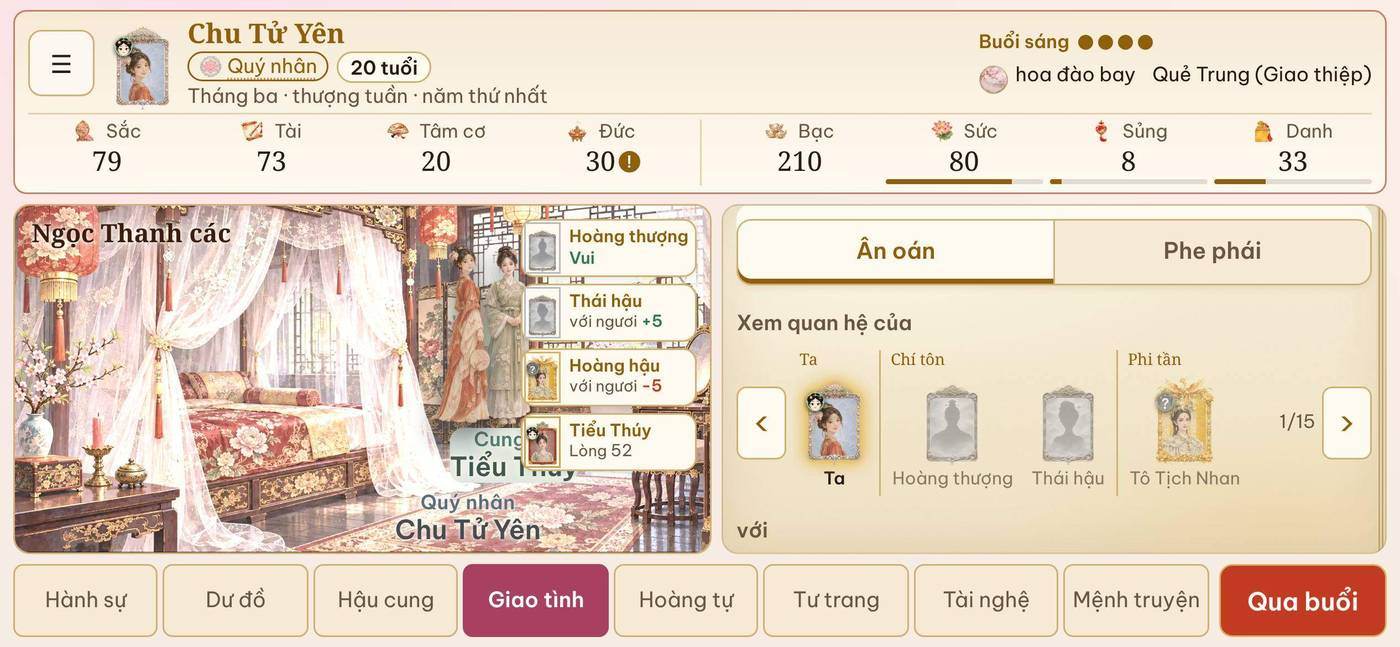 ☰
Chu Tử Yên
Quý nhân
20 tuổi
Tháng ba · thượng tuần · năm thứ nhất
Buổi sáng
hoa đào bay Quẻ Trung (Giao thiệp)
Sắc
79
Tài
73
Tâm cơ
20
Đức
30 !
Bạc
210
Sức
80
Sủng
8
Danh
33
Ngọc Thanh các
Hoàng thượng
Vui
Thái hậu
với ngươi +5
Hoàng hậu
với ngươi -5
Tiểu Thúy
Lòng 52
Cung
Tiểu Thúy
Quý nhân
Chu Tử Yên
Ân oán
Phe phái
Xem quan hệ của
Ta
Chí tôn
Phi tần
‹
?
1/15
›
Ta
Hoàng thượng
Thái hậu
Tô Tịch Nhan
với
Hành sự
Dư đồ
Hậu cung
Giao tình
Hoàng tự
Tư trang
Tài nghệ
Mệnh truyện
Qua buổi